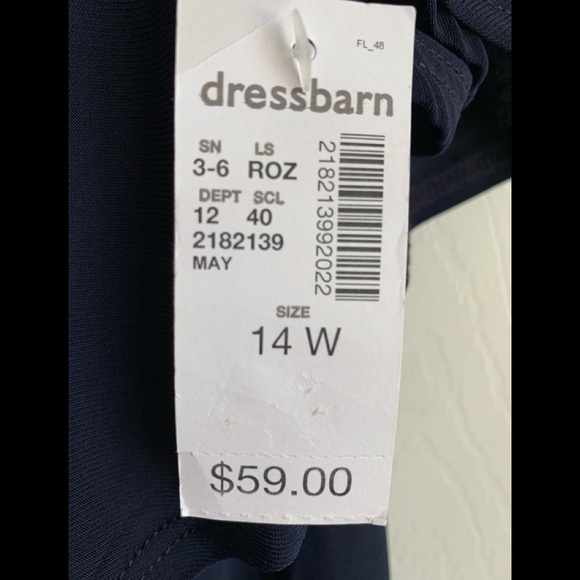 FL_48
dressbarn
SN LS
3-6 ROZ
DEPT SCL
12 40
2182139
MAY
218213992022
SIZE
14 W
$59.00